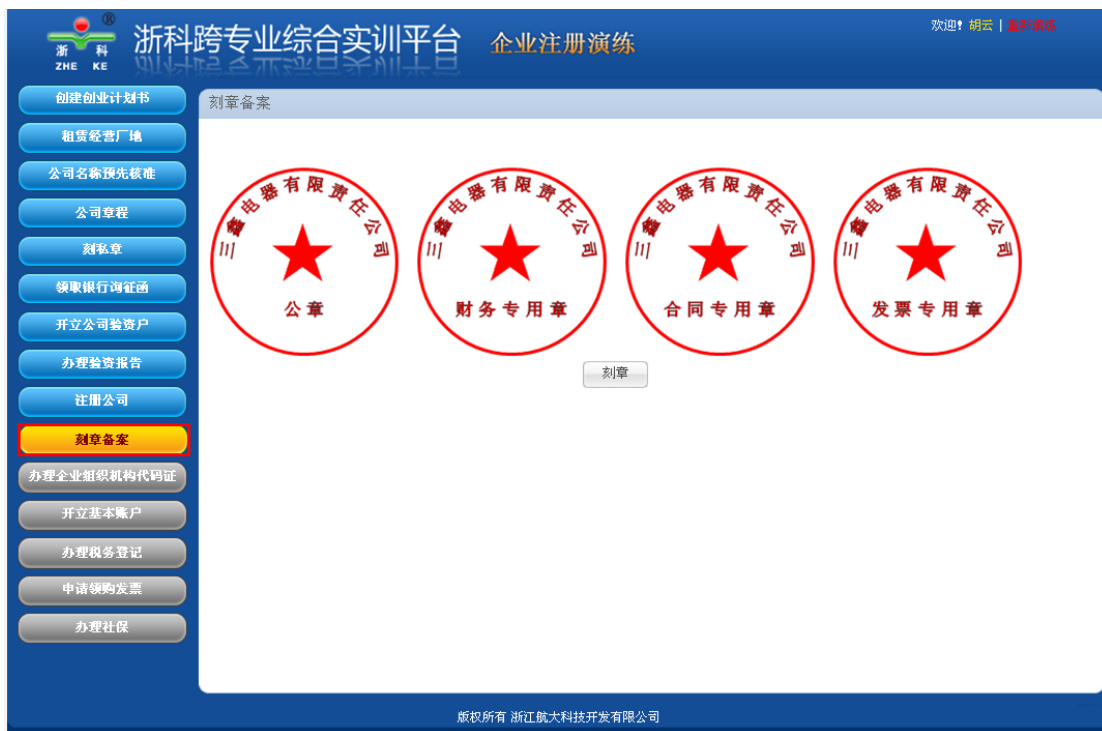 浙科
ZHE KE
®
浙科跨专业综合实训平台
企业注册演练
欢迎! 胡云 | 重新演练
创建创业计划书
租赁经营厂地
公司名称预先核准
公司章程
刻私章
领取银行询征函
开立公司验资户
办理验资报告
注册公司
刻章备案
办理企业组织机构代码证
开立基本账户
办理税务登记
申请领购发票
办理社保
刻章备案
三鑫电器有限责任公司
公章
三鑫电器有限责任公司
财务专用章
三鑫电器有限责任公司
合同专用章
三鑫电器有限责任公司
发票专用章
刻章
版权所有 浙江航大科技开发有限公司